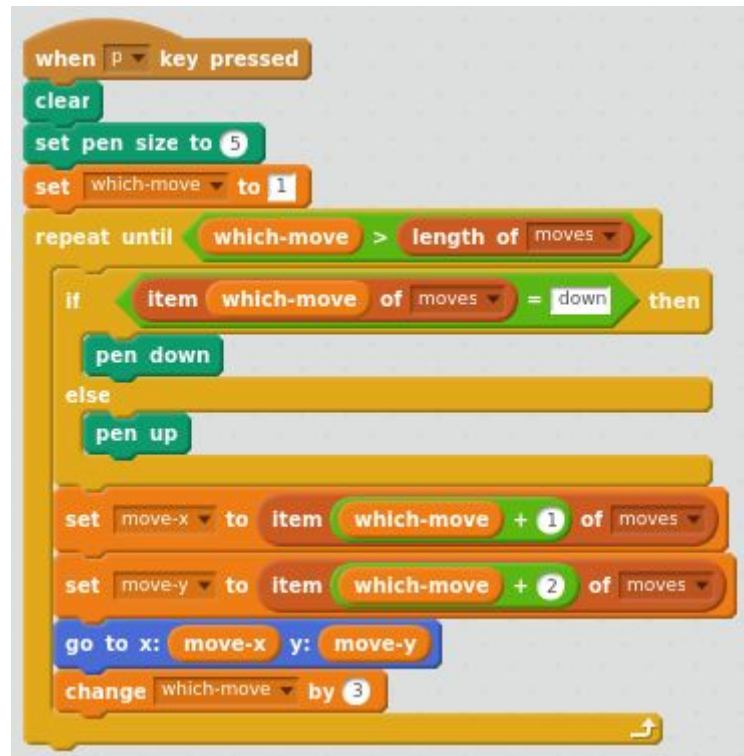 when p key pressed
clear
set pen size to 5
set which-move to 1
repeat until which-move > length of moves
if item which-move of moves = down then
pen down
else
pen up
set move-x to item which-move + 1 of moves
set move-y to item which-move + 2 of moves
go to x: move-x y: move-y
change which-move by 3